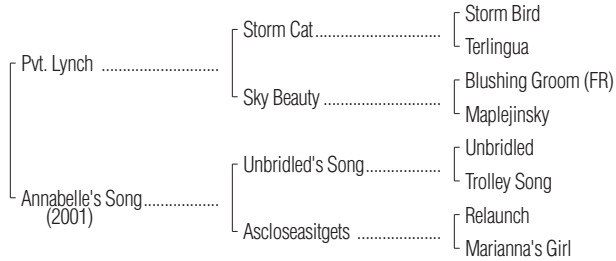 Storm Bird
Storm Cat
Terlingua
Pvt. Lynch
Blushing Groom (FR)
Sky Beauty
Maplejinsky
Unbridled
Unbridled's Song
Trolley Song
Annabelle's Song
(2001)
Relaunch
Ascloseasitgets
Marianna's Girl